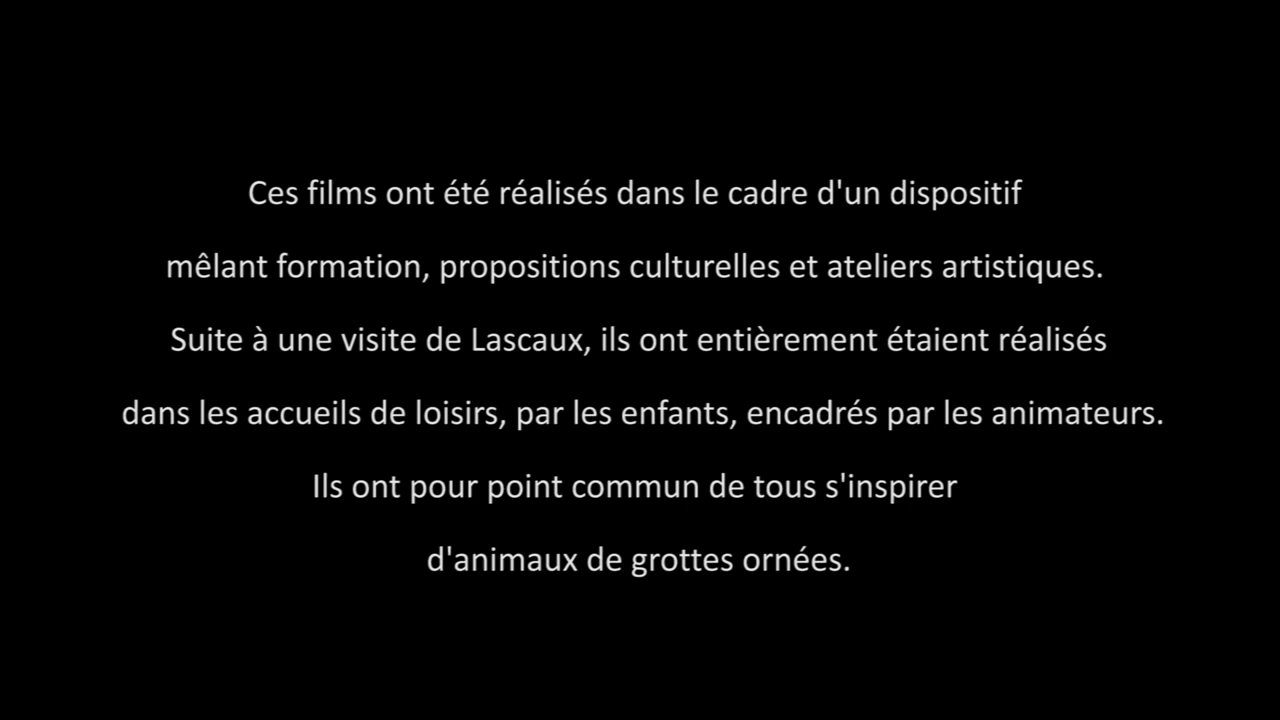 Ces films ont été réalisés dans le cadre d'un dispositif
mêlant formation, propositions culturelles et ateliers artistiques.
Suite à une visite de Lascaux, ils ont entièrement étaient réalisés
dans les accueils de loisirs, par les enfants, encadrés par les animateurs.
Ils ont pour point commun de tous s'inspirer
d'animaux de grottes ornées.